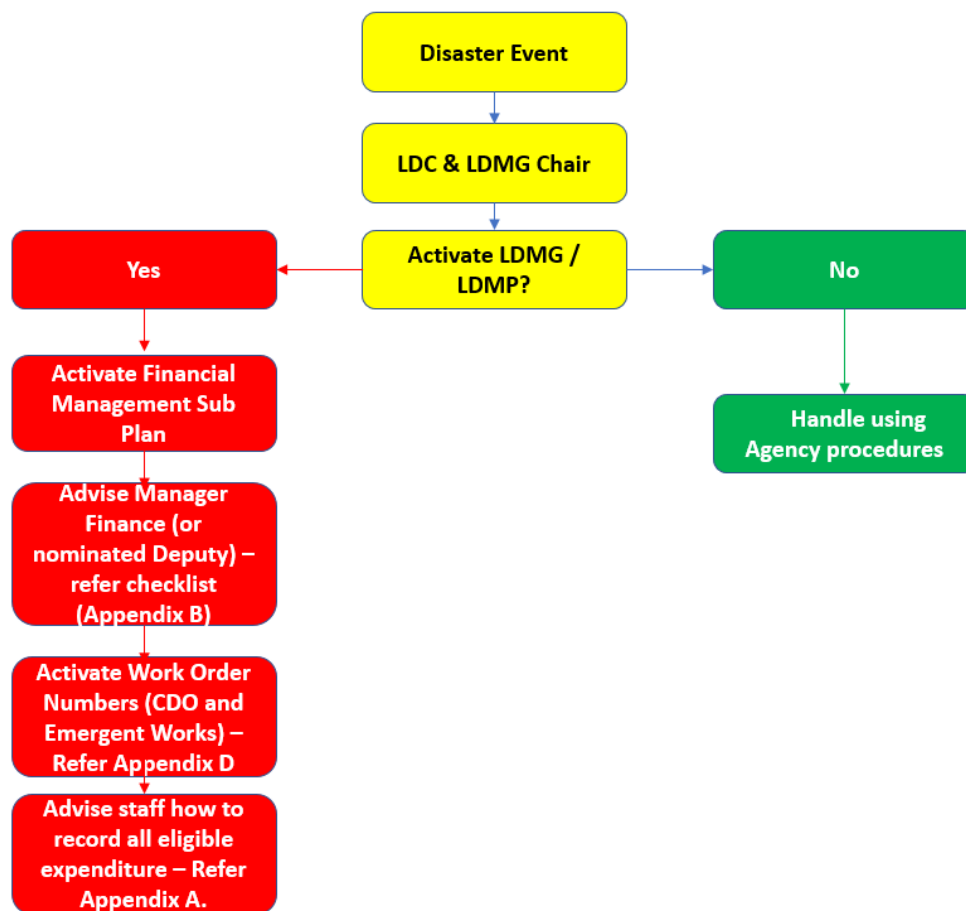 Disaster Event
LDC & LDMG Chair
Activate LDMG /
LDMP?
Yes
No
Activate Financial
Management Sub
Plan
Handle using
Agency procedures
Advise Manager
Finance (or
nominated Deputy) –
refer checklist
(Appendix B)
Activate Work Order
Numbers (CDO and
Emergent Works) –
Refer Appendix D
Advise staff how to
record all eligible
expenditure – Refer
Appendix A.